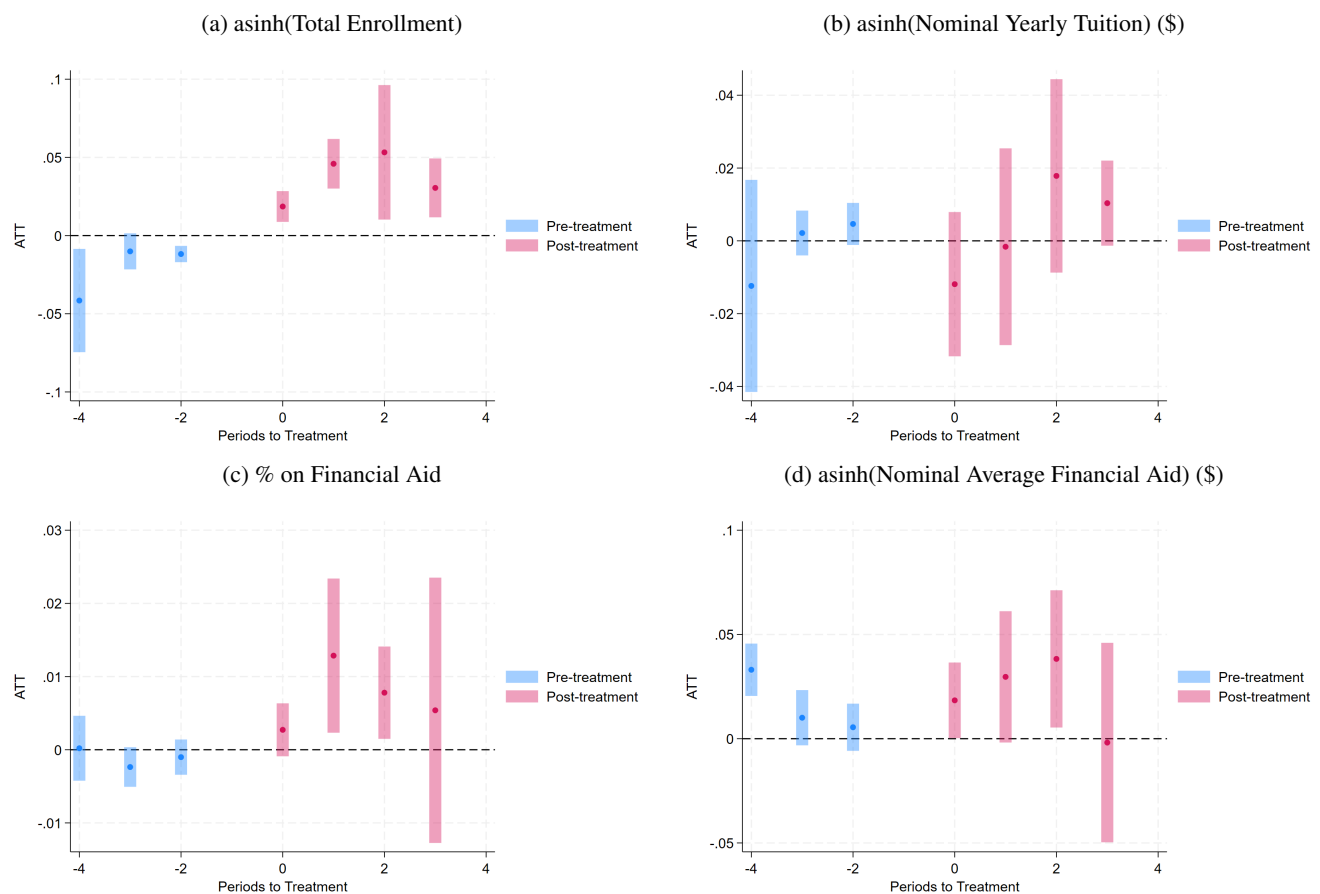 (a) asinh(Total Enrollment)
.1
.05
0
-.05
-.1
ATT
-4
-2
0
2
4
Periods to Treatment
Pre-treatment
Post-treatment
(b) asinh(Nominal Yearly Tuition) ($)
.04
.02
0
-.02
-.04
ATT
-4
-2
0
2
4
Periods to Treatment
Pre-treatment
Post-treatment
(c) % on Financial Aid
.03
.02
.01
0
-.01
ATT
-4
-2
0
2
4
Periods to Treatment
Pre-treatment
Post-treatment
(d) asinh(Nominal Average Financial Aid) ($)
.1
.05
0
-.05
ATT
-4
-2
0
2
4
Periods to Treatment
Pre-treatment
Post-treatment